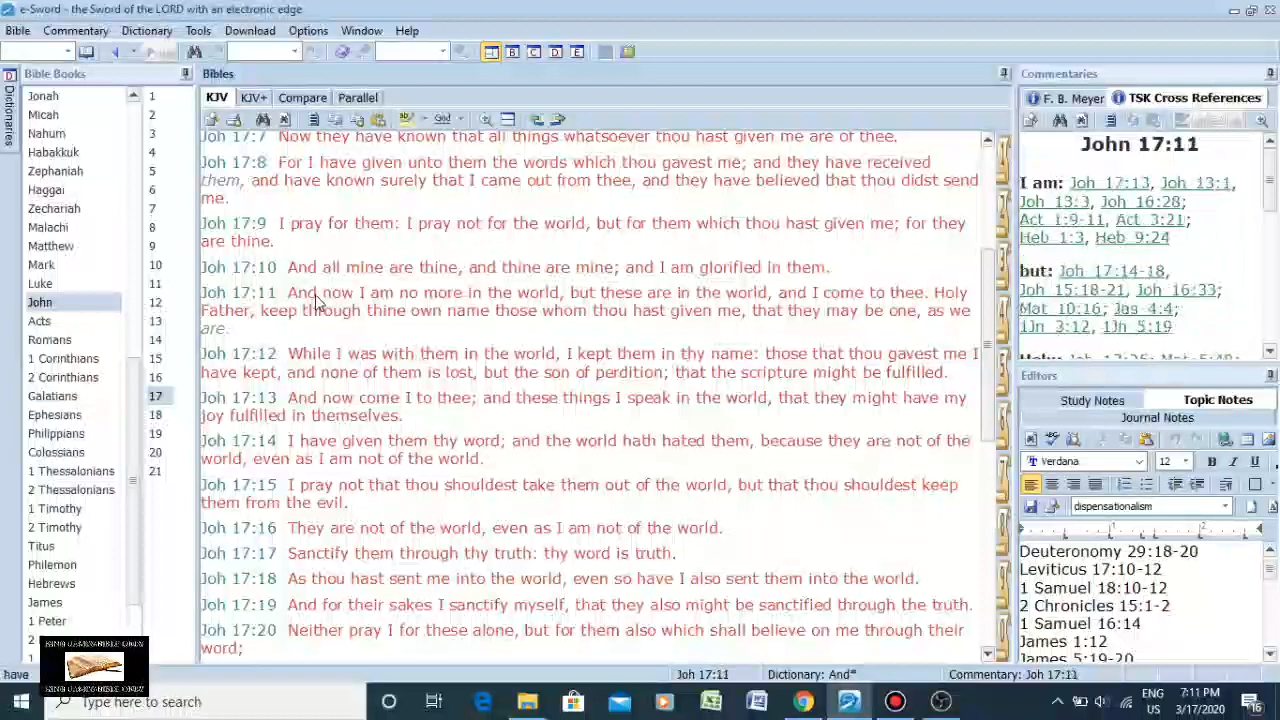 e-Sword - the Sword of the LORD with an electronic edge
Bible Commentary Dictionary Tools Download Options Window Help
B C D E
D Dictionaries
Bible Books
Jonah
Micah
Nahum
Habakkuk
Zephaniah
Haggai
Zechariah
Malachi
Matthew
Mark
Luke
John
Acts
Romans
1 Corinthians
2 Corinthians
Galatians
Ephesians
Philippians
Colossians
1 Thessalonians
2 Thessalonians
1 Timothy
2 Timothy
Titus
Philemon
Hebrews
James
1 Peter
2
1
2
3
4
5
6
7
8
9
10
11
12
13
14
15
16
17
18
19
20
21
Bibles
KJV KJV+ Compare Parallel
Joh 17:7 Now they have known that all things whatsoever thou hast given me are of thee.
Joh 17:8 For I have given unto them the words which thou gavest me; and they have received
them, and have known surely that I came out from thee, and they have believed that thou didst send
me.
Joh 17:9 I pray for them: I pray not for the world, but for them which thou hast given me; for they
are thine.
Joh 17:10 And all mine are thine, and thine are mine; and I am glorified in them.
Joh 17:11 And now I am no more in the world, but these are in the world, and I come to thee. Holy
Father, keep through thine own name those whom thou hast given me, that they may be one, as we
are.
Joh 17:12 While I was with them in the world, I kept them in thy name: those that thou gavest me I
have kept, and none of them is lost, but the son of perdition; that the scripture might be fulfilled.
Joh 17:13 And now come I to thee; and these things I speak in the world, that they might have my
joy fulfilled in themselves.
Joh 17:14 I have given them thy word; and the world hath hated them, because they are not of the
world, even as I am not of the world.
Joh 17:15 I pray not that thou shouldest take them out of the world, but that thou shouldest keep
them from the evil.
Joh 17:16 They are not of the world, even as I am not of the world.
Joh 17:17 Sanctify them through thy truth: thy word is truth.
Joh 17:18 As thou hast sent me into the world, even so have I also sent them into the world.
Joh 17:19 And for their sakes I sanctify myself, that they also might be sanctified through the truth.
Joh 17:20 Neither pray I for these alone, but for them also which shall believe on me through their
word;
Commentaries
F. B. Meyer TSK Cross References
John 17:11
I am: Joh 17:13, Joh 13:1,
Joh 13:3, Joh 16:28;
Act 1:9-11, Act 3:21;
Heb 1:3, Heb 9:24
but: Joh 17:14-18,
Joh 15:18-21, Joh 16:33;
Mat 10:16, Jas 4:4;
1Jn 3:12, 1Jn 5:19
Editors
Study Notes Topic Notes
Journal Notes
Verdana 12 B I U
dispensationalism
1 2
Deuteronomy 29:18-20
Leviticus 17:10-12
1 Samuel 18:10-12
2 Chronicles 15:1-2
1 Samuel 16:14
James 1:12
James 5:19-20
KING JAMES BIBLE ONLY
KING JAMES BIBLE ONLY
have Joh 17:11 Dictionary: And* Commentary: Joh 17:11
Type here to search
ENG
US
7:11 PM
3/17/2020
16